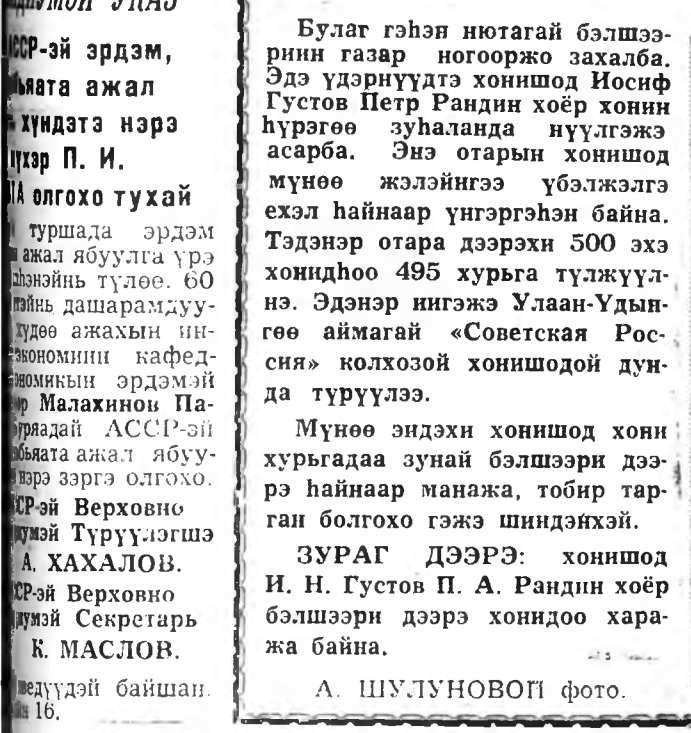 -эй эрдэм,
ажал
хүндэтэ нэрэ
П. И.
олгохо тухай
туршада эрдэм
ажал ябуулга үрэ
түлөө. 60
дашарамдуу-
ажахын ин-
кафед-
эрдэмэй
Малахинов Па-
АССР-эй
ажал ябуу-
нэрэ зэргэ олгохо.
-эй Верховно
Түрүүлэгшэ
А. ХАХАЛОВ.
-эй Верховно
Секретарь
К. МАСЛОВ.
байшан.
16.
Булаг гэһэн нютагай бэлшээ-
риин газар ногооржо захалба.
Эдэ үдэрнүүдтэ хонишод Иосиф
Густов Петр Рандин хоёр хонин
һүрэгөө зуһаланда нүүлгэжэ
асарба. Энэ отарын хонишод
мүнөө жэлэйнгээ үбэлжэлгэ
ехэл һайнаар үнгэргэһэн байна.
Тэдэнэр отара дээрэхи 500 эхэ
хонидһоо 495 хурьга түлжүүл-
нэ. Эдэнэр иигэжэ Улаан-Үдын-
гөө аймагай «Советская Рос-
сия» колхозой хонишодой дун-
да түрүүлээ.
Мүнөө эндэхи хонишод хони
хурьгадаа зунай бэлшээри дээ-
рэ һайнаар манажа, тобир тар-
ган болгохо гэжэ шиндэйхэй.
ЗУРАГ ДЭЭРЭ: хонишод
И. Н. Густов П. А. Рандин хоёр
бэлшээри дээрэ хонидоо хара-
жа байна.
А. ШУЛУНОВОЙ фото.